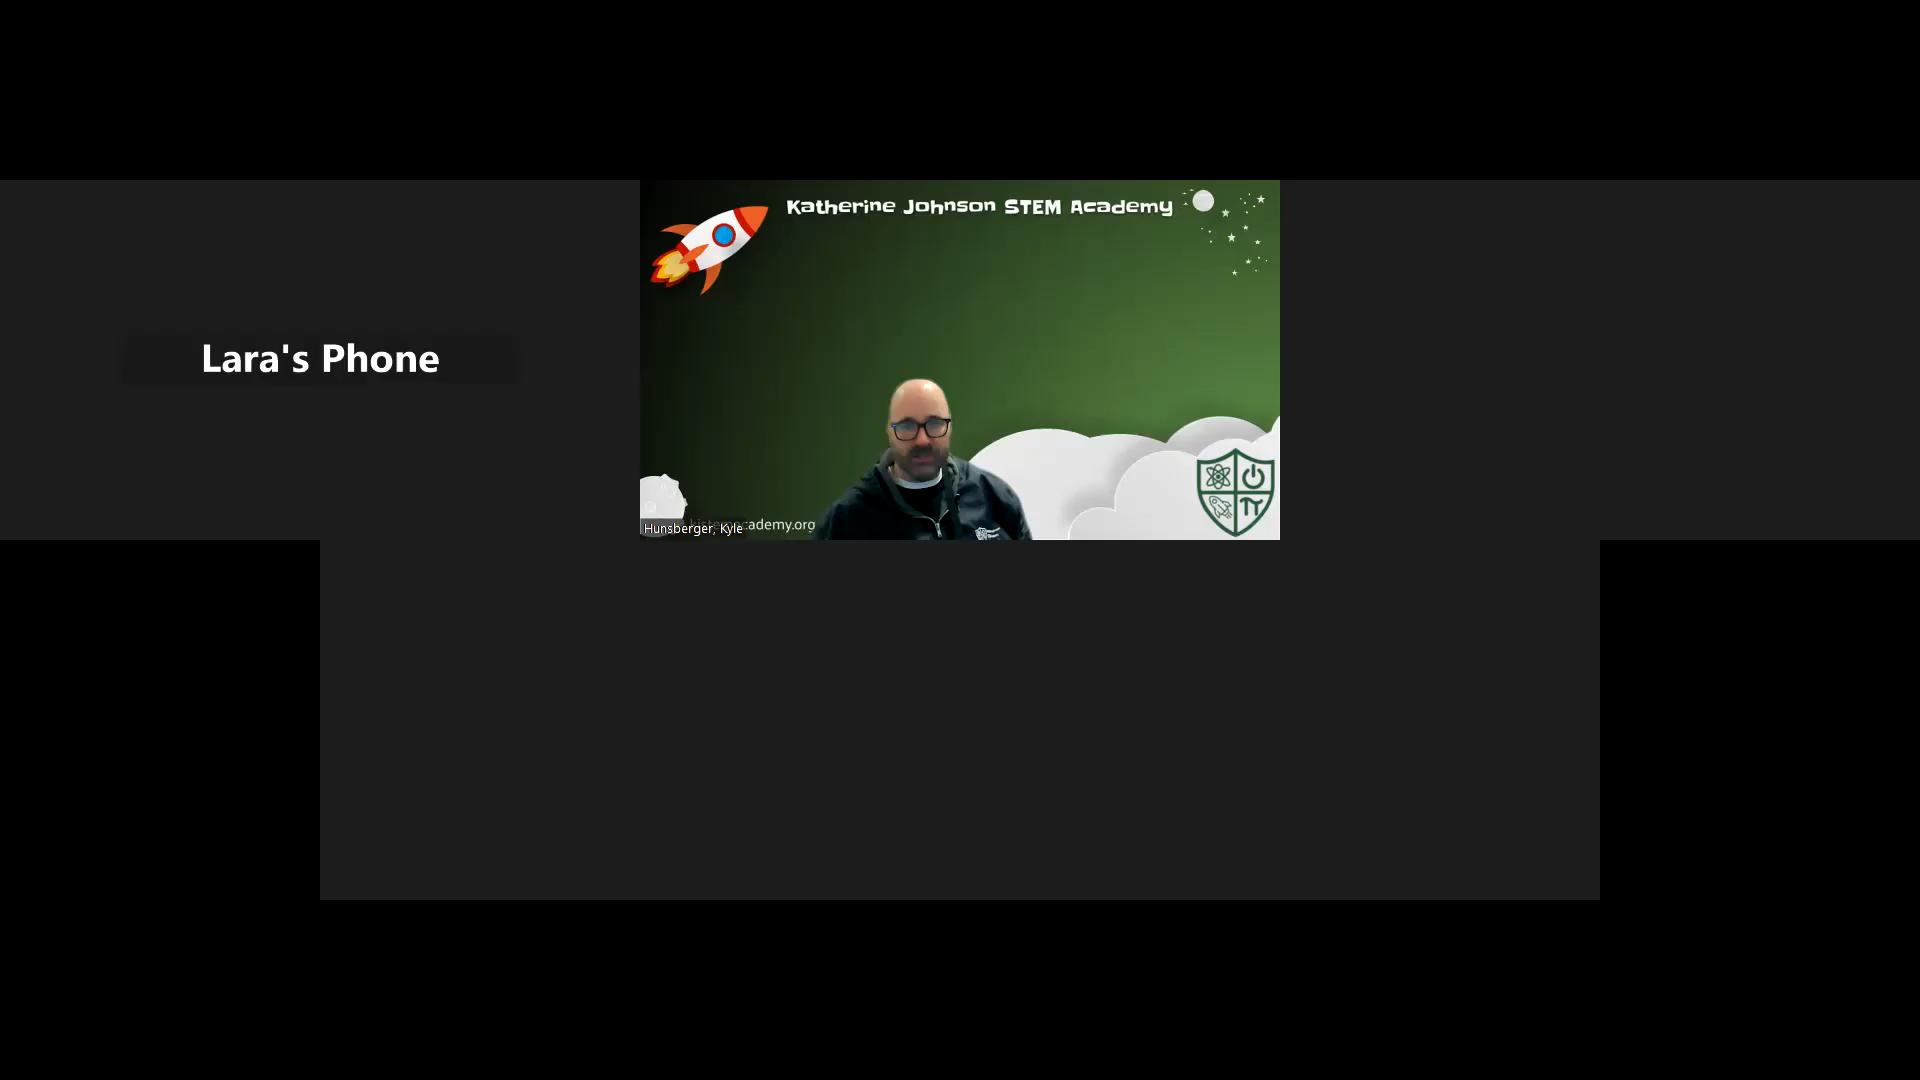 Katherine Johnson STEM Academy
Lara's Phone
academy.org
Hunsberger, Kyle